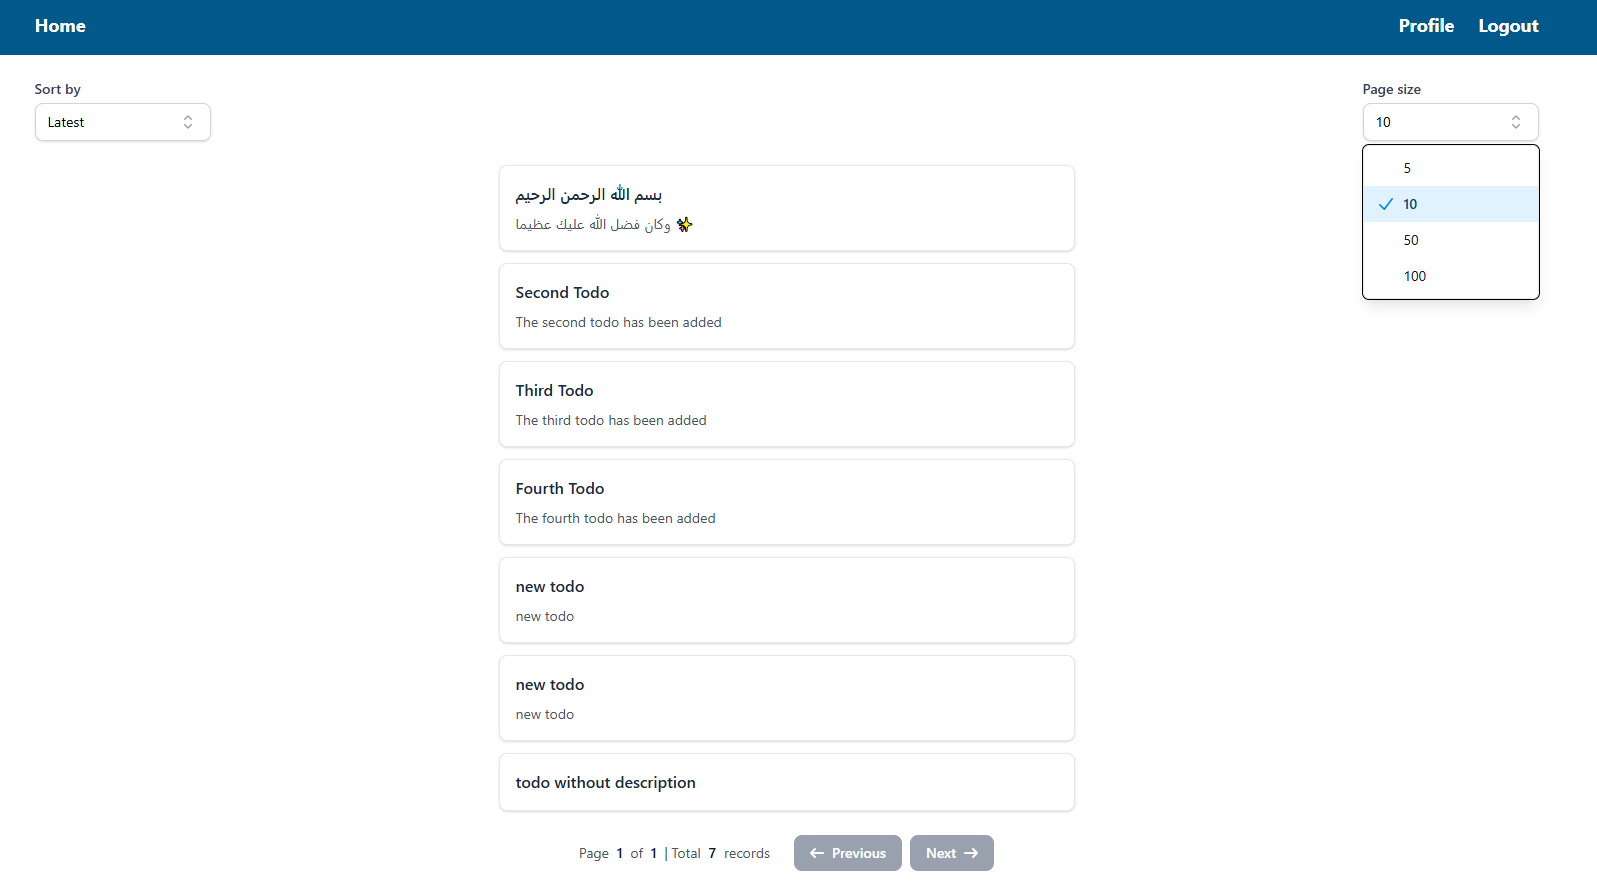 Home
Profile
Logout
Sort by
Latest
Page size
10
5
10
50
100
بسم الله الرحمن الرحيم
وكان فضل الله عليك عظيما ✨
Second Todo
The second todo has been added
Third Todo
The third todo has been added
Fourth Todo
The fourth todo has been added
new todo
new todo
new todo
new todo
todo without description
Page 1 of 1 | Total 7 records
← Previous
Next →